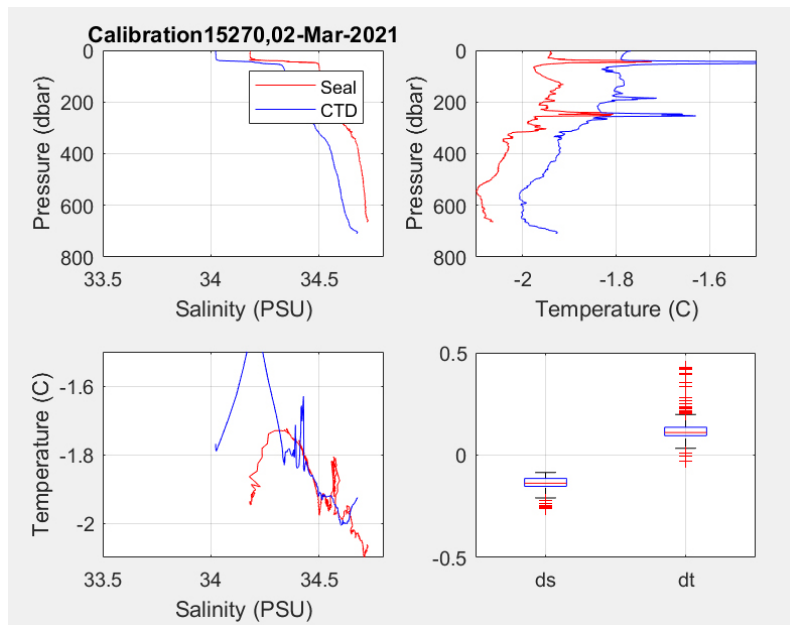 Calibration15270,02-Mar-2021
0
200
400
600
800
Pressure (dbar)
33.5 34 34.5
Salinity (PSU)
Seal
CTD
0
200
400
600
800
Pressure (dbar)
-2 -1.8 -1.6
Temperature (C)
-1.6
-1.8
-2
Temperature (C)
33.5 34 34.5
Salinity (PSU)
0.5
0
-0.5
ds dt